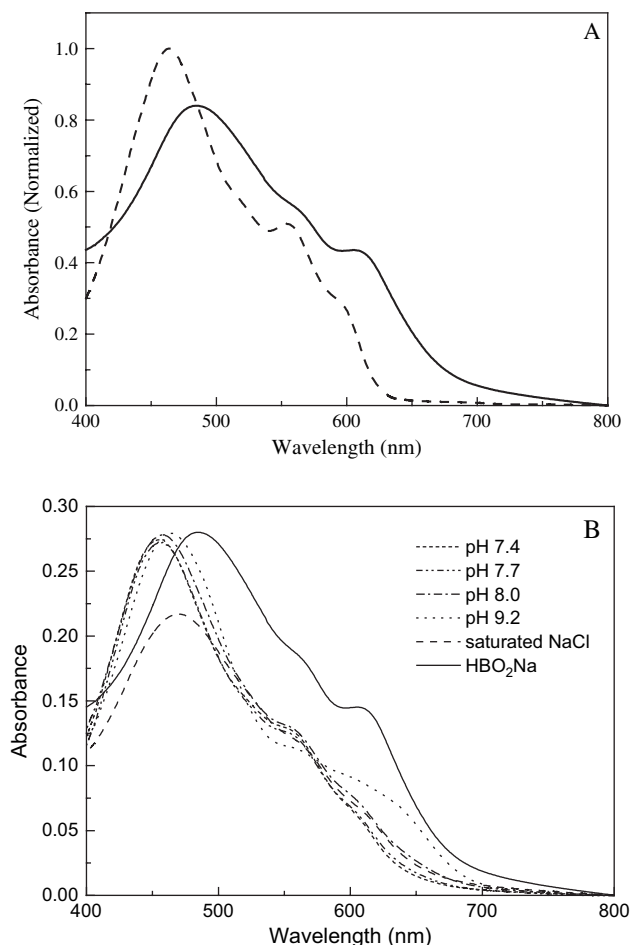 A
1.0
0.8
0.6
0.4
0.2
0.0
Absorbance (Normalized)
400
500
600
700
800
Wavelength (nm)
B
0.30
0.25
0.20
0.15
0.10
0.05
0.00
Absorbance
pH 7.4
pH 7.7
pH 8.0
pH 9.2
saturated NaCl
HBO₂Na
400
500
600
700
800
Wavelength (nm)